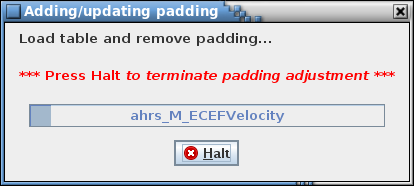 Adding/updating padding
Load table and remove padding...
*** Press Halt to terminate padding adjustment ***
ahrs_M_ECEFVelocity
Halt